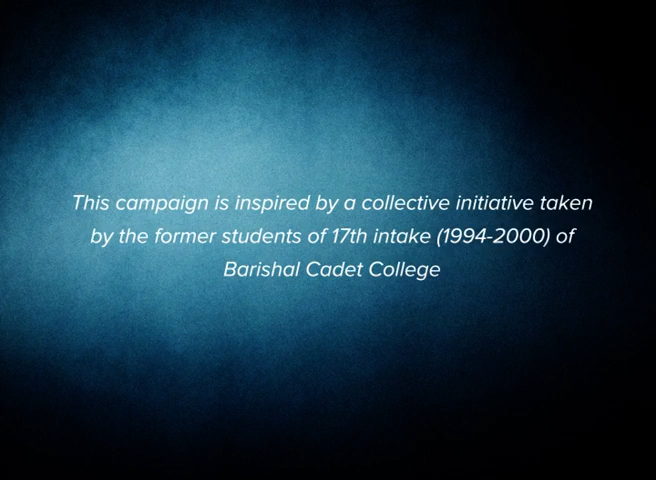 This campaign is inspired by a collective initiative taken
by the former students of 17th intake (1994-2000) of
Barishal Cadet College